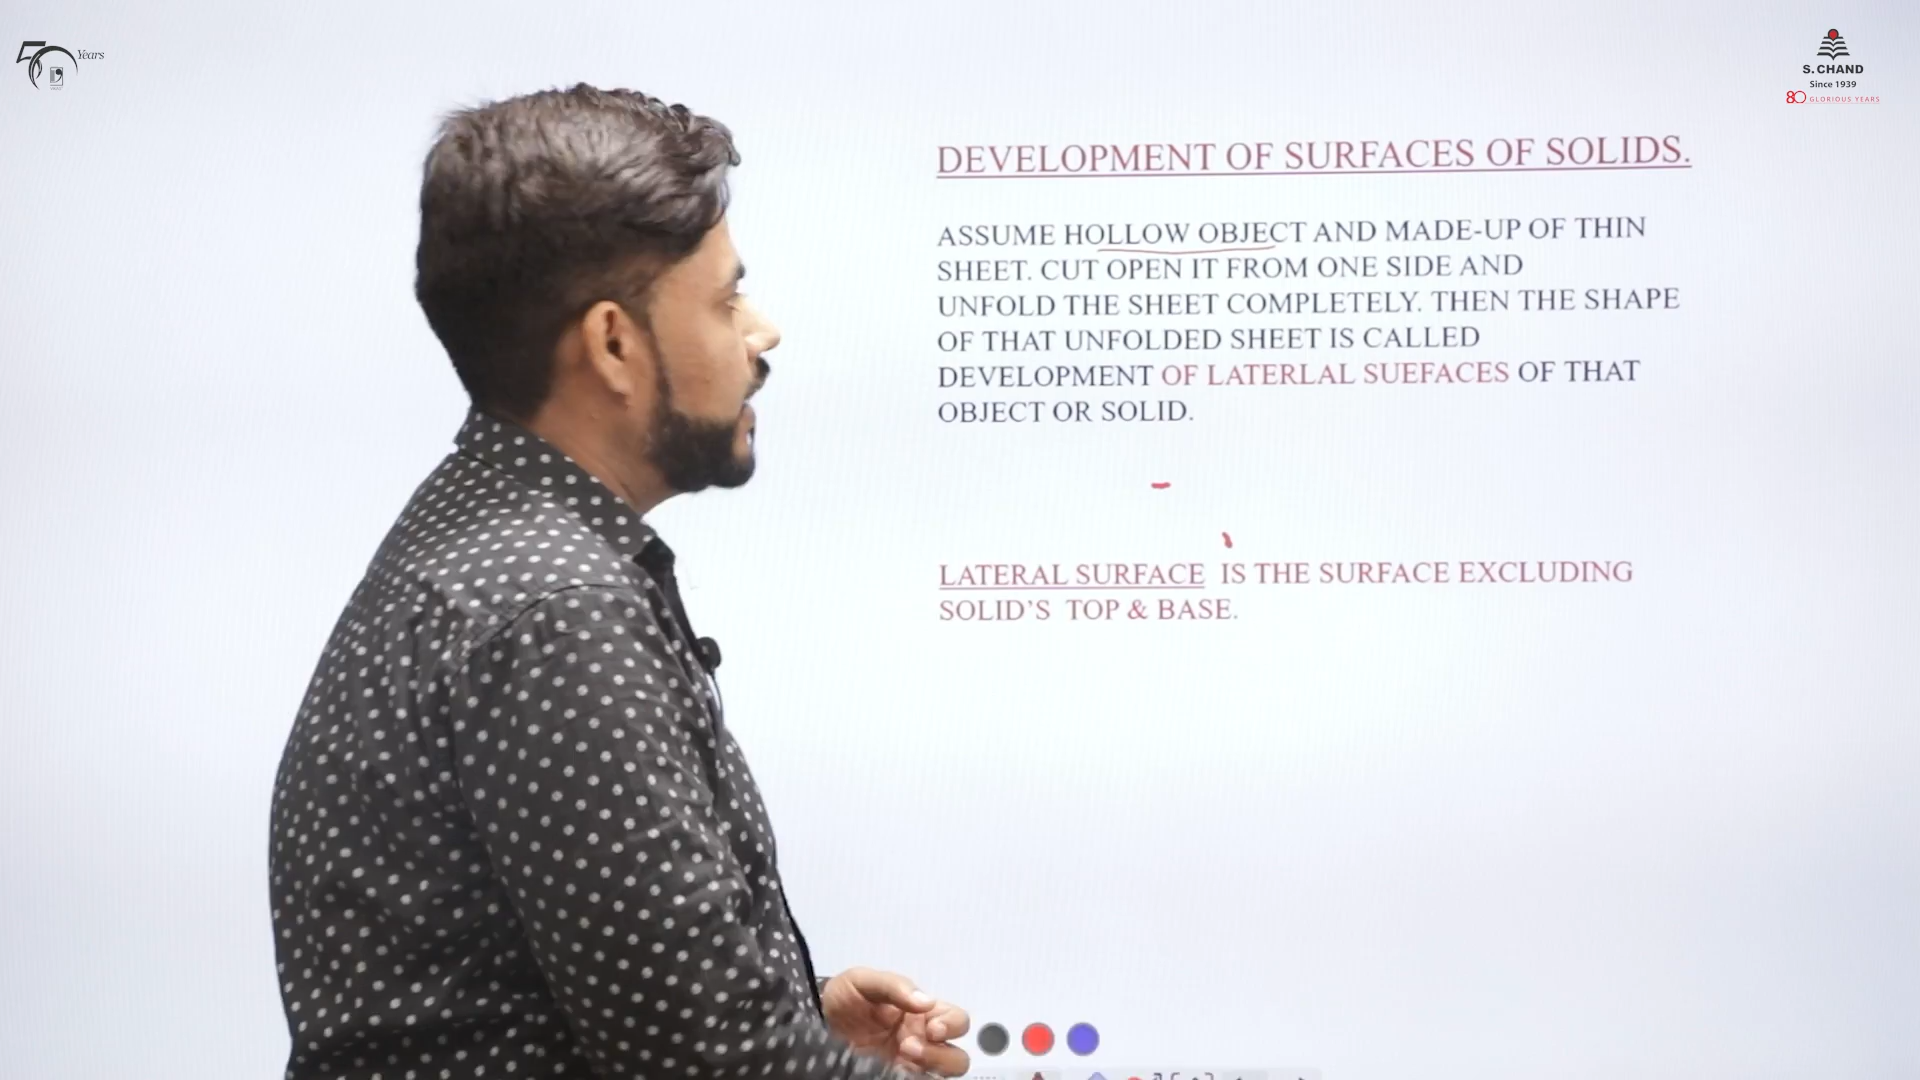 50 Years
S. CHAND
Since 1939
80 GLORIOUS YEARS
DEVELOPMENT OF SURFACES OF SOLIDS.
ASSUME HOLLOW OBJECT AND MADE-UP OF THIN
SHEET. CUT OPEN IT FROM ONE SIDE AND
UNFOLD THE SHEET COMPLETELY. THEN THE SHAPE
OF THAT UNFOLDED SHEET IS CALLED
DEVELOPMENT OF LATERLAL SUEFACES OF THAT
OBJECT OR SOLID.
LATERAL SURFACE IS THE SURFACE EXCLUDING
SOLID’S TOP & BASE.